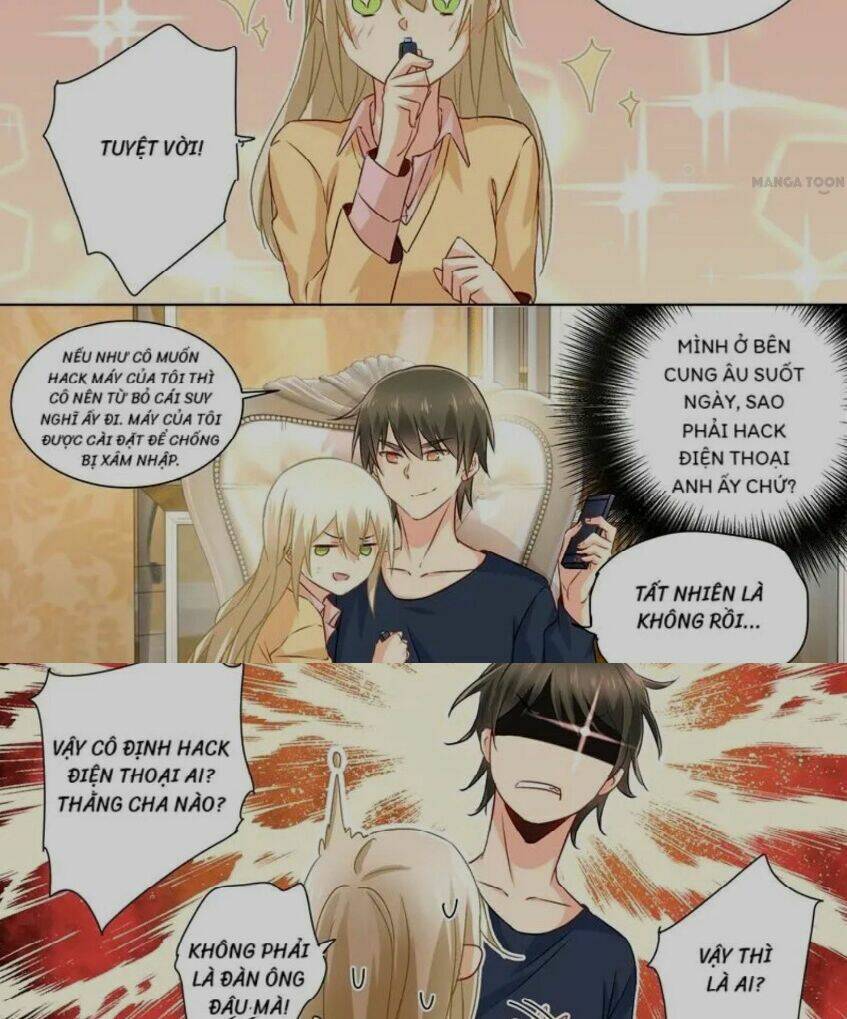 TUYỆT VỜI!
MANGA TOON
NẾU NHƯ CÔ MUỐN
HACK MÁY CỦA TÔI THÌ
CÔ NÊN TỪ BỎ CÁI SUY
NGHĨ ẤY ĐI. MÁY CỦA TÔI
ĐƯỢC CÀI ĐẶT ĐỂ CHỐNG
BỊ XÂM NHẬP.
MÌNH Ở BÊN
CUNG ÂU SUỐT
NGÀY, SAO
PHẢI HACK
ĐIỆN THOẠI
ANH ẤY CHỨ?
TẤT NHIÊN LÀ
KHÔNG RỒI...
VẬY CÔ ĐỊNH HACK
ĐIỆN THOẠI AI?
THẰNG CHA NÀO?
KHÔNG PHẢI
LÀ ĐÀN ÔNG
ĐÂU MÀ!
VẬY THÌ
LÀ AI?